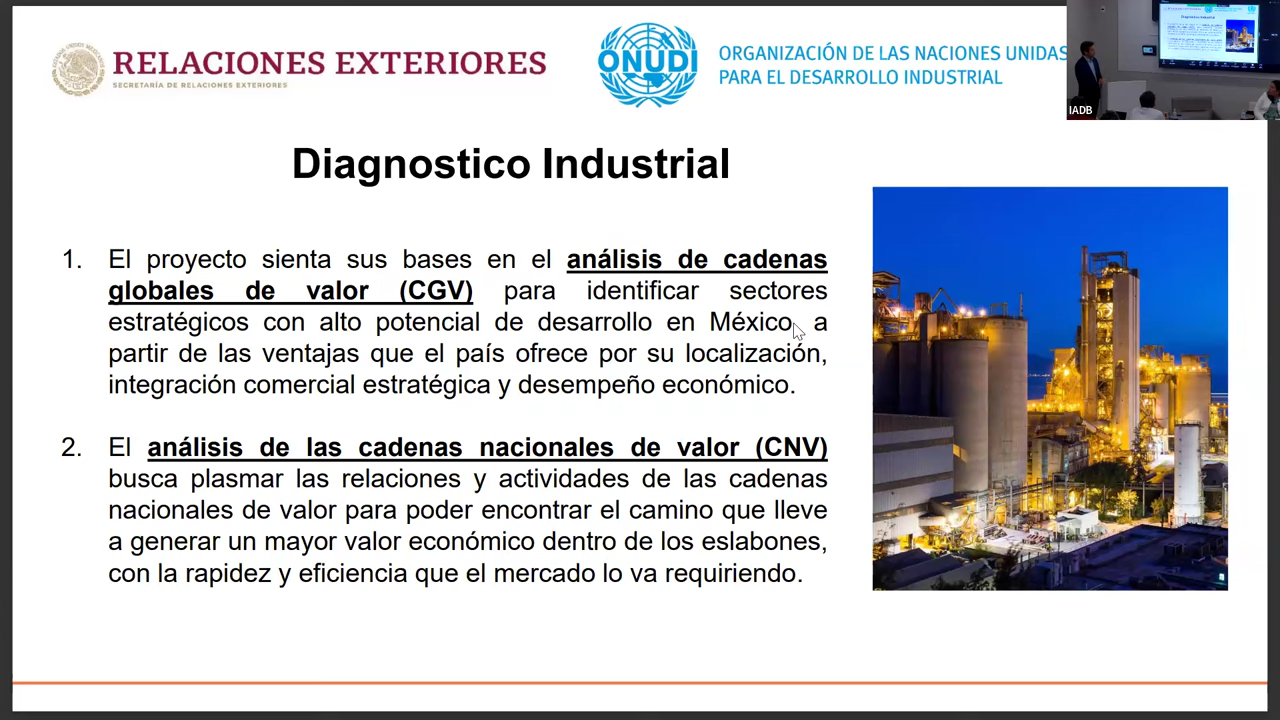 RELACIONES EXTERIORES
SECRETARÍA DE RELACIONES EXTERIORES
ONUDI
ORGANIZACIÓN DE LAS NACIONES UNIDAS
PARA EL DESARROLLO INDUSTRIAL
IADB
Diagnostico Industrial
1. El proyecto sienta sus bases en el análisis de cadenas
globales de valor (CGV) para identificar sectores
estratégicos con alto potencial de desarrollo en México, a
partir de las ventajas que el país ofrece por su localización,
integración comercial estratégica y desempeño económico.
2. El análisis de las cadenas nacionales de valor (CNV)
busca plasmar las relaciones y actividades de las cadenas
nacionales de valor para poder encontrar el camino que lleve
a generar un mayor valor económico dentro de los eslabones,
con la rapidez y eficiencia que el mercado lo va requiriendo.